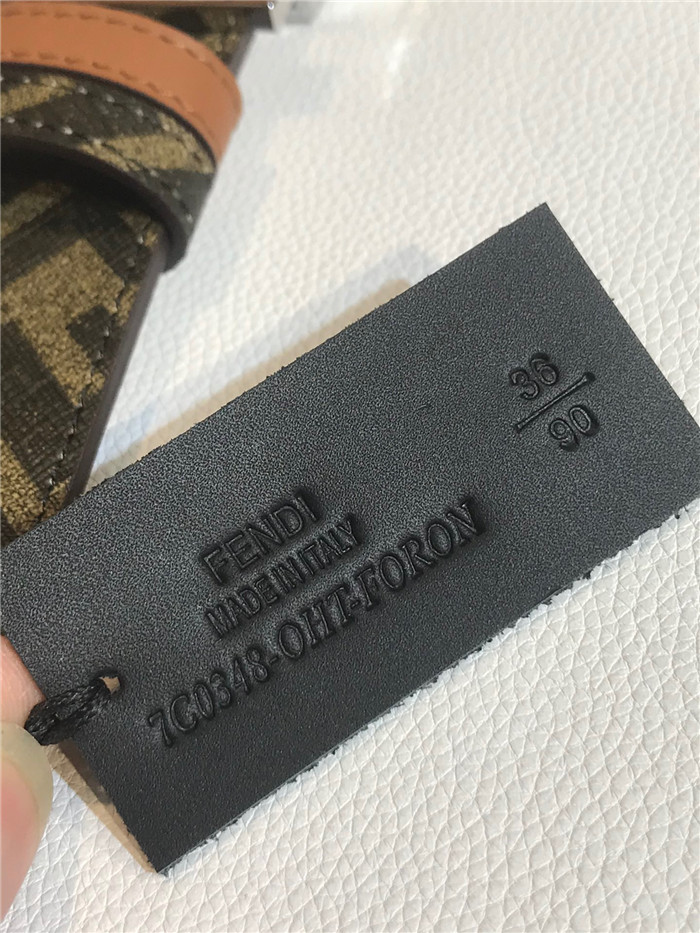 36
90
FENDI
MADE IN ITALY
7C0348-OHT-FORON